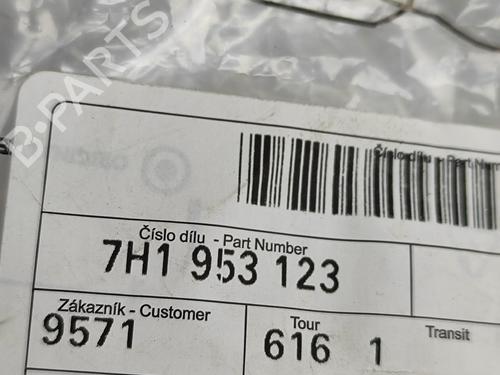 B-PARTS
Číslo dílu - Part Num
Číslo dílu - Part Number
7H1 953 123
Zákazník - Customer
9571
Tour
616 1
Transit